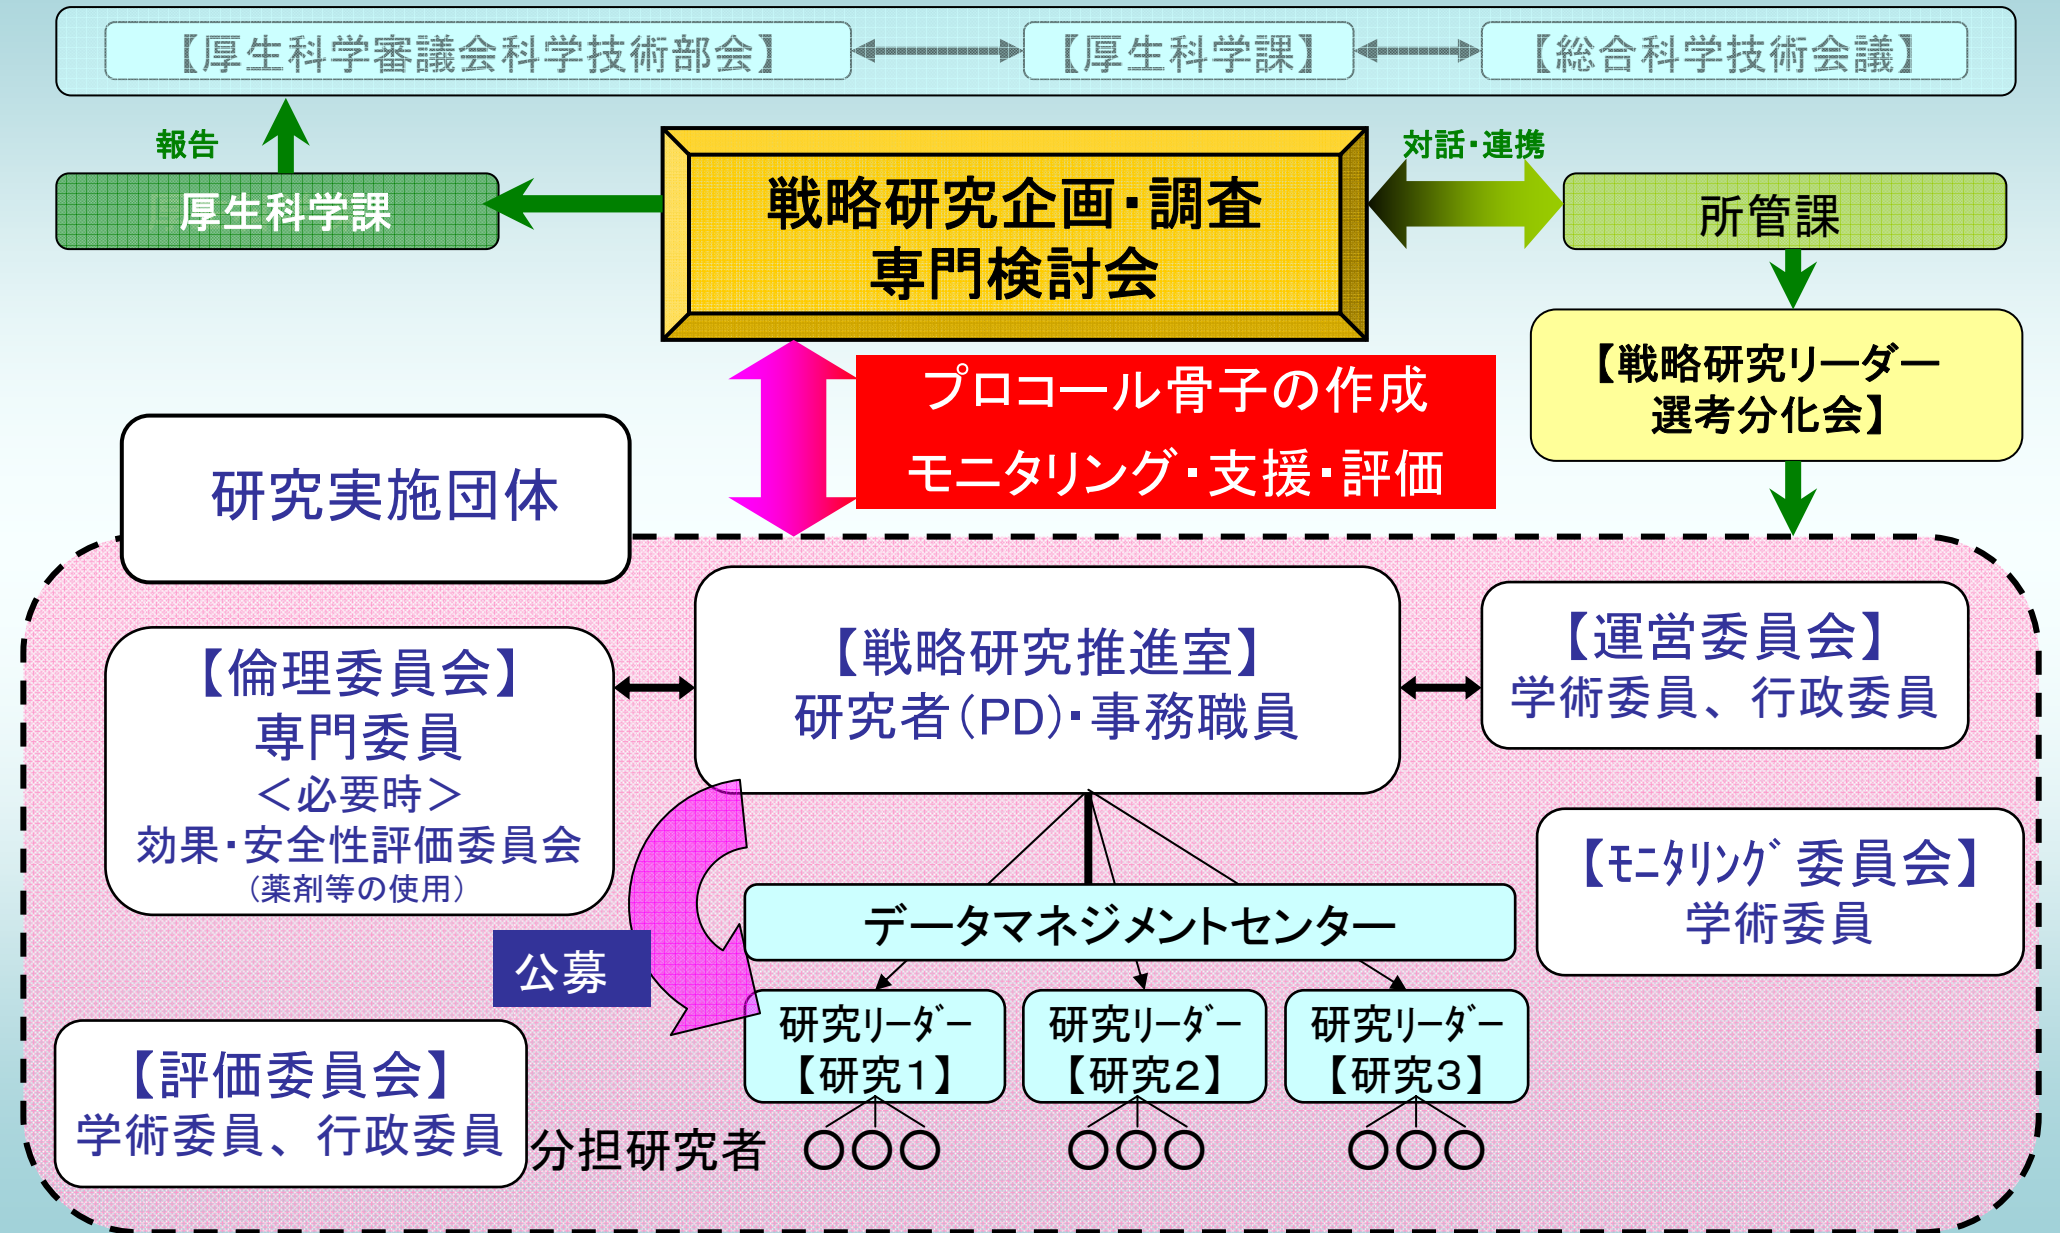 【厚生科学審議会科学技術部会】
【厚生科学課】
【総合科学技術会議】
報告
対話・連携
厚生科学課
戦略研究企画・調査
専門検討会
所管課
プロコール骨子の作成
モニタリング・支援・評価
【戦略研究リーダー
選考分化会】
研究実施団体
【倫理委員会】
専門委員
＜必要時＞
効果・安全性評価委員会
（薬剤等の使用）
【戦略研究推進室】
研究者（PD）・事務職員
【運営委員会】
学術委員、行政委員
【ﾓﾆﾀﾘﾝｸﾞ委員会】
学術委員
データマネジメントセンター
公募
研究ﾘｰﾀﾞｰ
【研究１】
研究ﾘｰﾀﾞｰ
【研究２】
研究ﾘｰﾀﾞｰ
【研究３】
【評価委員会】
学術委員、行政委員
分担研究者
○○○
○○○
○○○